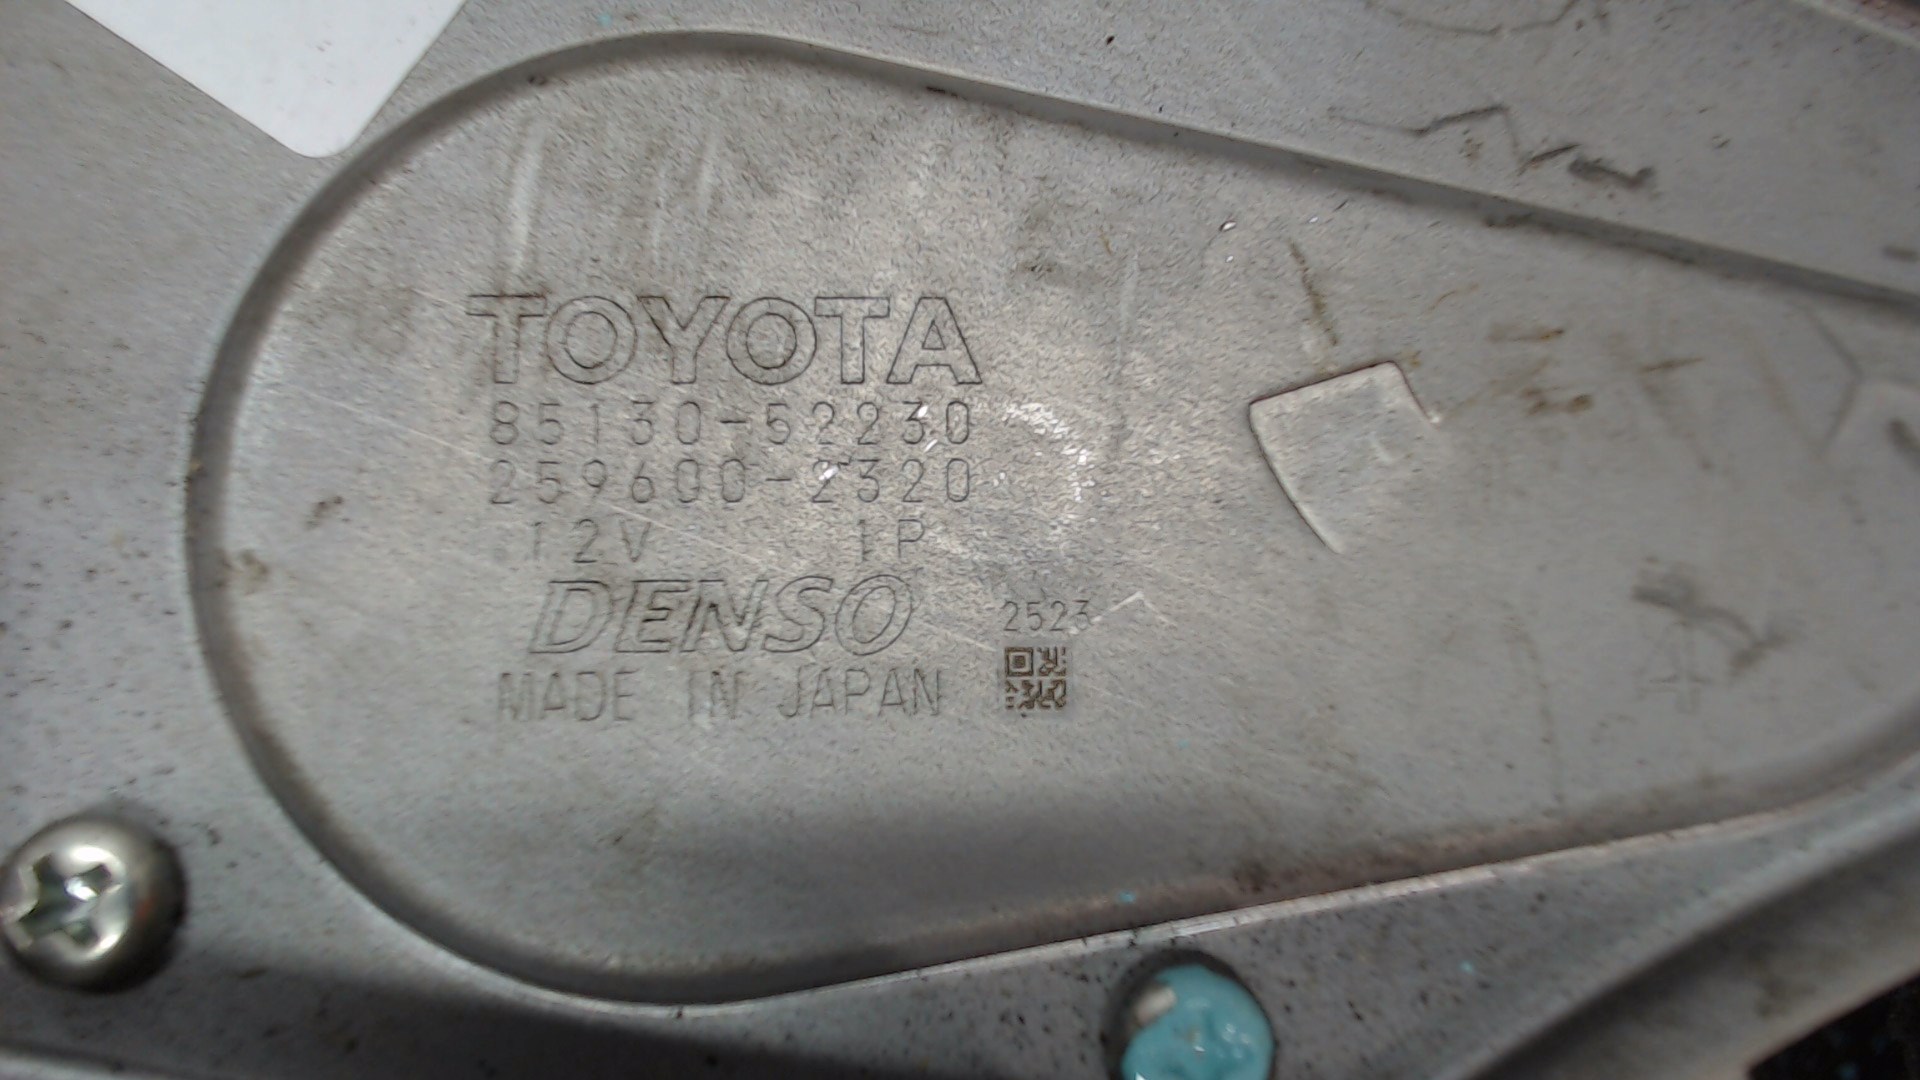 TOYOTA
85130-52230
259600-2320
12V 1P
DENSO
2523
MADE IN JAPAN